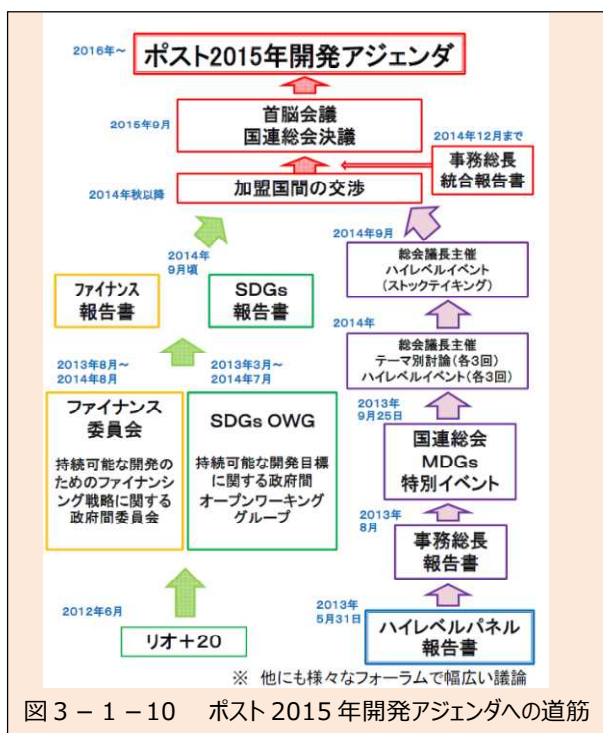 2016年～
ポスト2015年開発アジェンダ
2015年9月
首脳会議
国連総会決議
2014年12月まで
事務総長
統合報告書
2014年秋以降
加盟国間の交渉
2014年
9月頃
ファイナンス
報告書
SDGs
報告書
2014年9月
総会議長主催
ハイレベルイベント
(ストックテイキング)
2014年
総会議長主催
テーマ別討論(各3回)
ハイレベルイベント(各3回)
2013年8月～
2014年8月
ファイナンス
委員会
持続可能な開発の
ためのファイナンシ
ング戦略に関する
政府間委員会
2013年3月～
2014年7月
SDGs OWG
持続可能な開発目標
に関する政府間
オープンワーキング
グループ
2013年
9月25日
国連総会
MDGs
特別イベント
2013年
8月
事務総長
報告書
2012年6月
リオ＋20
2013年
5月31日
ハイレベルパネル
報告書
※ 他にも様々なフォーラムで幅広い議論
図３－１－10 ポスト 2015 年開発アジェンダへの道筋